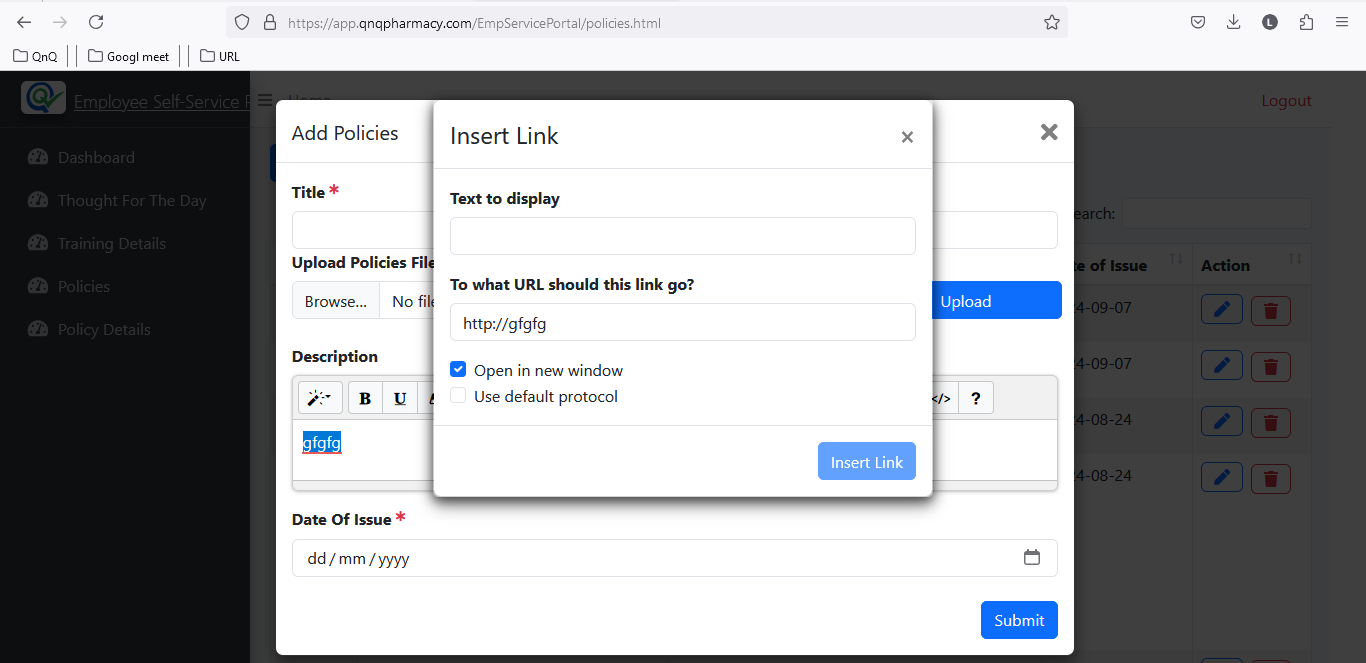 https://app.qnqpharmacy.com/EmpServicePortal/policies.html
L
QnQ
Googl meet
URL
Employee Self-Service
Home
Logout
Dashboard
Thought For The Day
Training Details
Policies
Policy Details
Add Policies
Title *
Upload Policies File
Browse... No file
Upload
Description
B U
</> ?
gfgfg
Date Of Issue *
dd / mm / yyyy
Submit
Insert Link
×
Text to display
To what URL should this link go?
http://gfgfg
Open in new window
Use default protocol
Insert Link
earch:
te of Issue Action
24-09-07
24-09-07
24-08-24
24-08-24